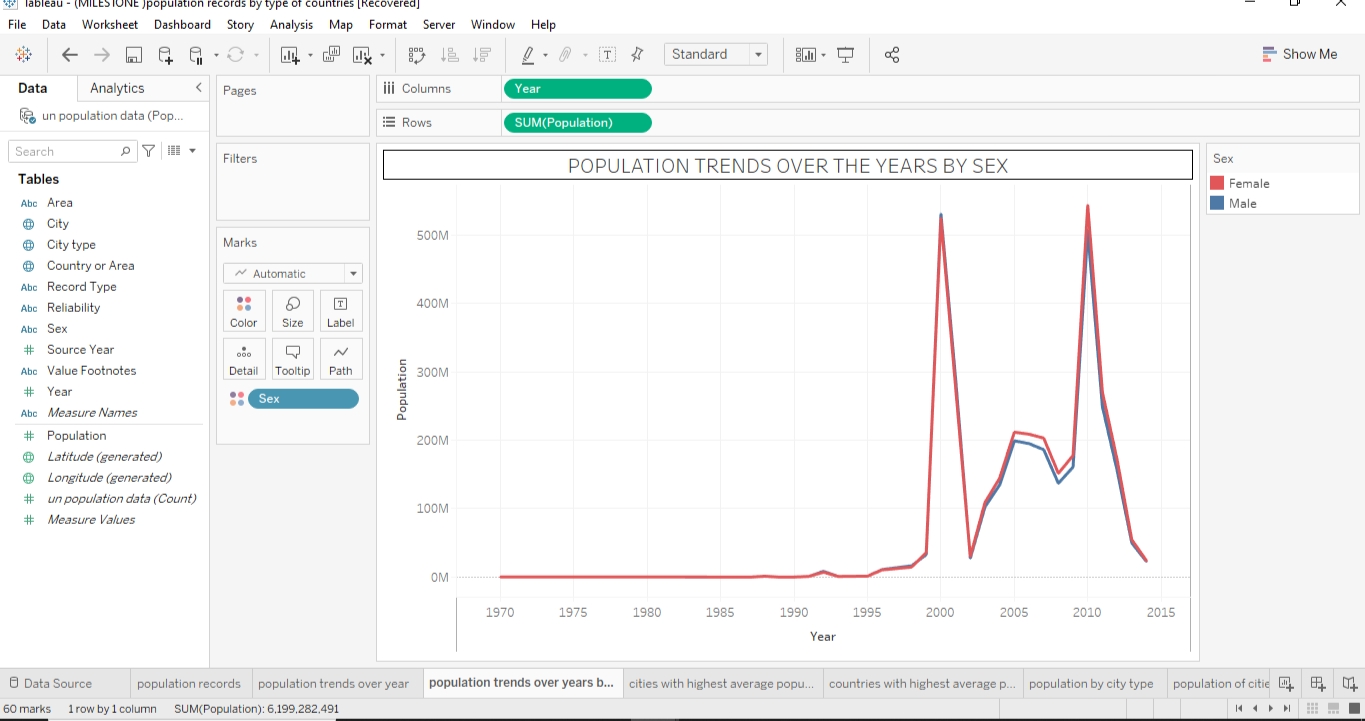 Tableau - (MILESTONE )population records by type of countries [Recovered]
File Data Worksheet Dashboard Story Analysis Map Format Server Window Help
Standard
Show Me
Data Analytics
un population data (Pop...
Search
Tables
Abc Area
City
City type
Country or Area
Abc Record Type
Abc Reliability
Abc Sex
# Source Year
Abc Value Footnotes
# Year
Abc Measure Names
# Population
Latitude (generated)
Longitude (generated)
# un population data (Count)
# Measure Values
Pages
Filters
Marks
Automatic
Color Size Label
Detail Tooltip Path
Sex
Columns Year
Rows SUM(Population)
POPULATION TRENDS OVER THE YEARS BY SEX
500M
400M
300M
200M
100M
0M
Population
1970 1975 1980 1985 1990 1995 2000 2005 2010 2015
Year
Sex
Female
Male
Data Source population records population trends over year population trends over years b... cities with highest average popu... countries with highest average p... population by city type population of citie
60 marks 1 row by 1 column SUM(Population): 6,199,282,491